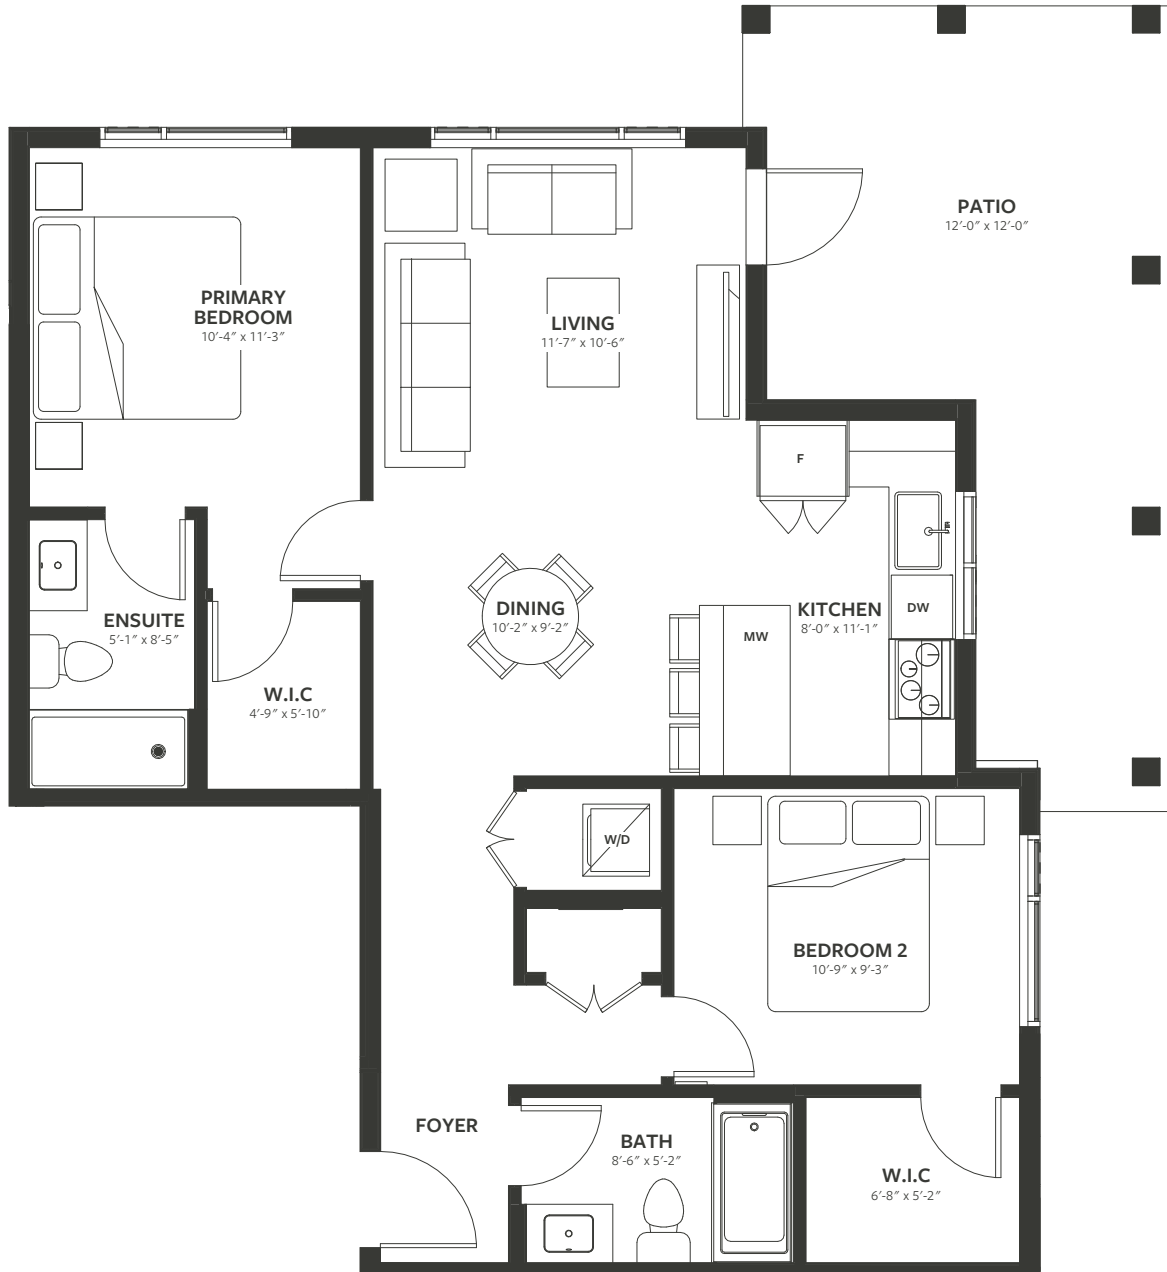 PATIO
12′-0″ x 12′-0″
PRIMARY
BEDROOM
10′-4″ x 11′-3″
LIVING
11′-7″ x 10′-6″
F
ENSUITE
5′-1″ x 8′-5″
DINING
10′-2″ x 9′-2″
KITCHEN
8′-0″ x 11′-1″
DW
MW
W.I.C
4′-9″ x 5′-10″
W/D
BEDROOM 2
10′-9″ x 9′-3″
FOYER
BATH
8′-6″ x 5′-2″
W.I.C
6′-8″ x 5′-2″